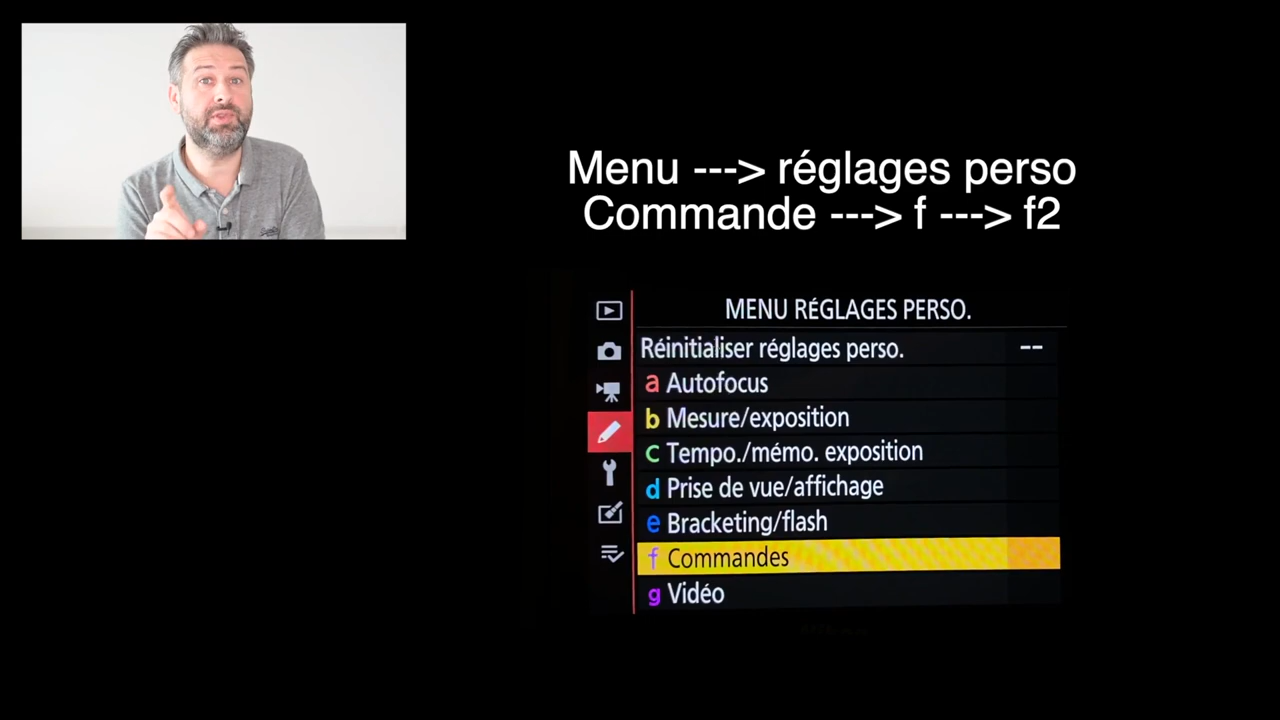 Menu ---> réglages perso
Commande ---> f ---> f2
MENU RÉGLAGES PERSO.
Réinitialiser réglages perso. --
a Autofocus
b Mesure/exposition
c Tempo./mémo. exposition
d Prise de vue/affichage
e Bracketing/flash
f Commandes
g Vidéo